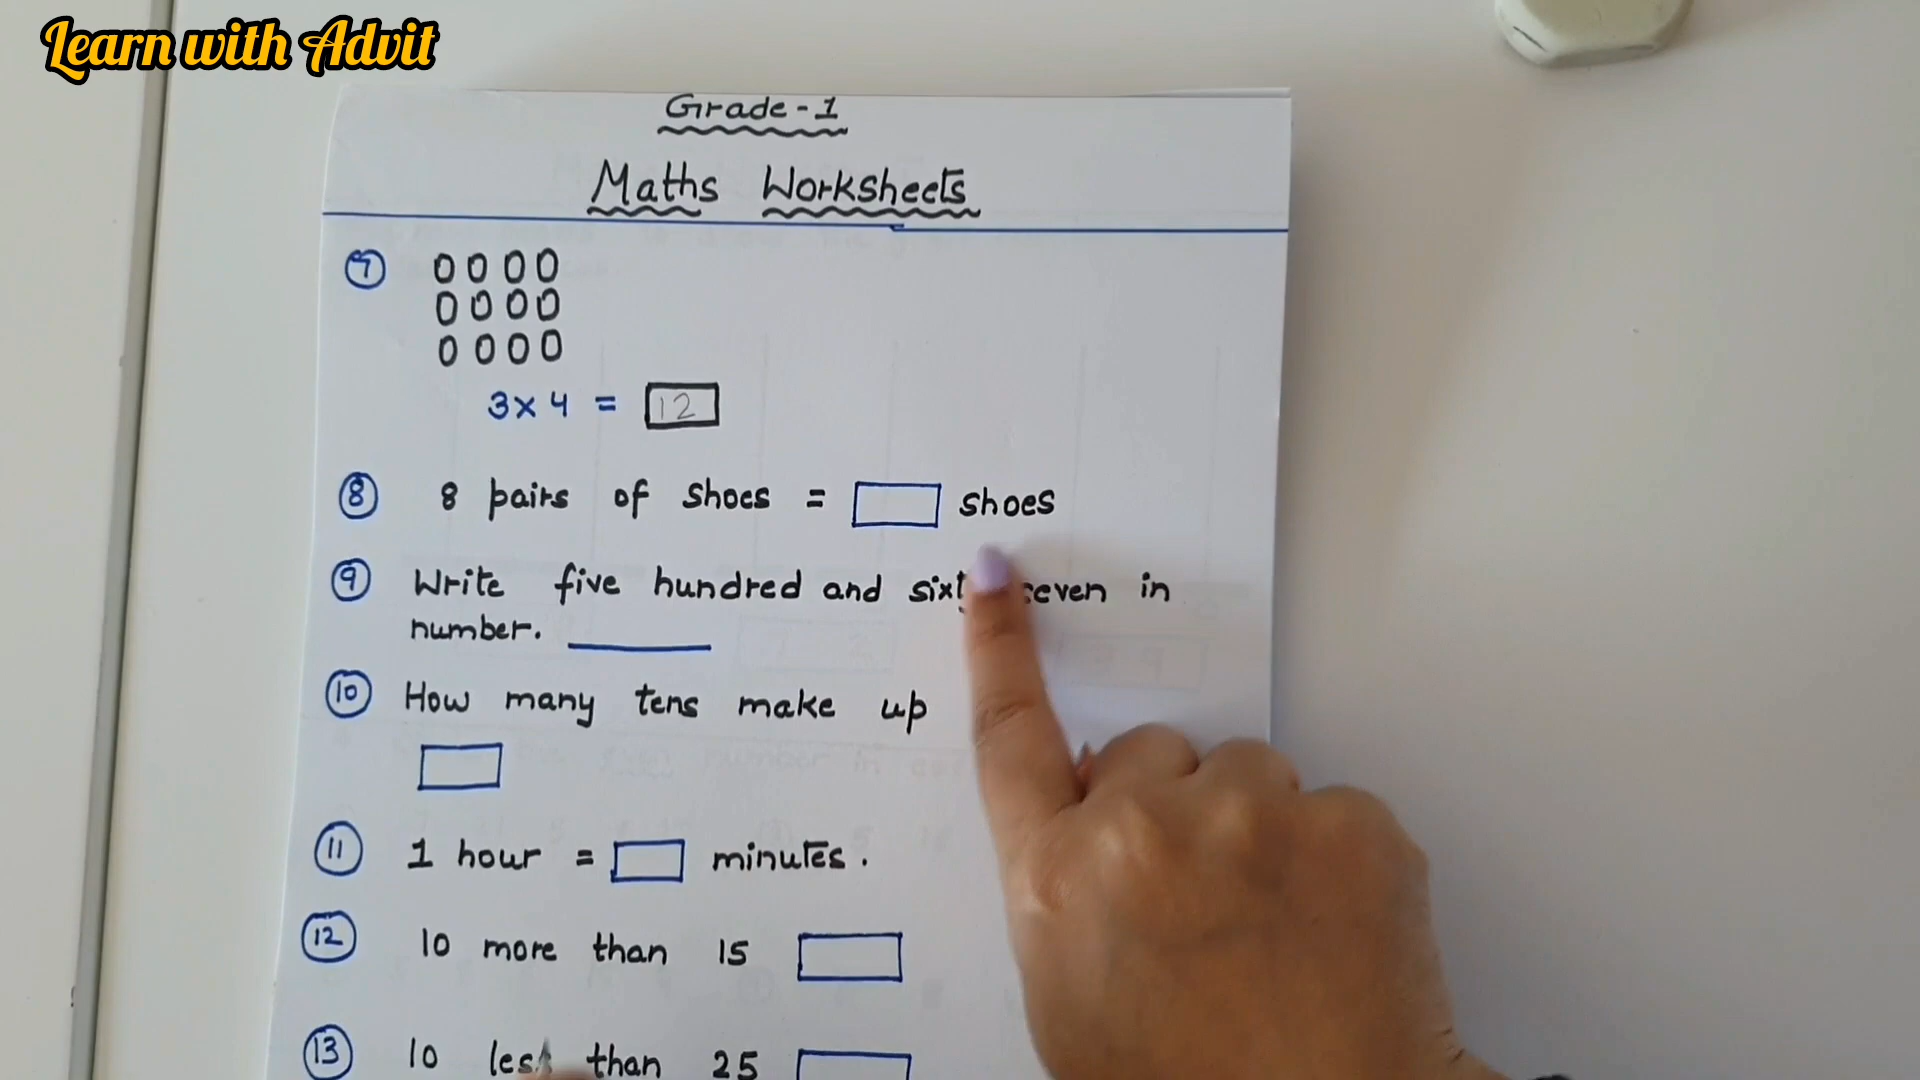 Learn with Advit
Grade-1
Maths Worksheets
7
0 0 0 0
0 0 0 0
0 0 0 0
3 x 4 = 12
8 8 pairs of shoes = shoes
9 Write five hundred and seven in
number.
10 How many tens make up
11 1 hour = minutes.
12 10 more than 15
13 10 less than 25